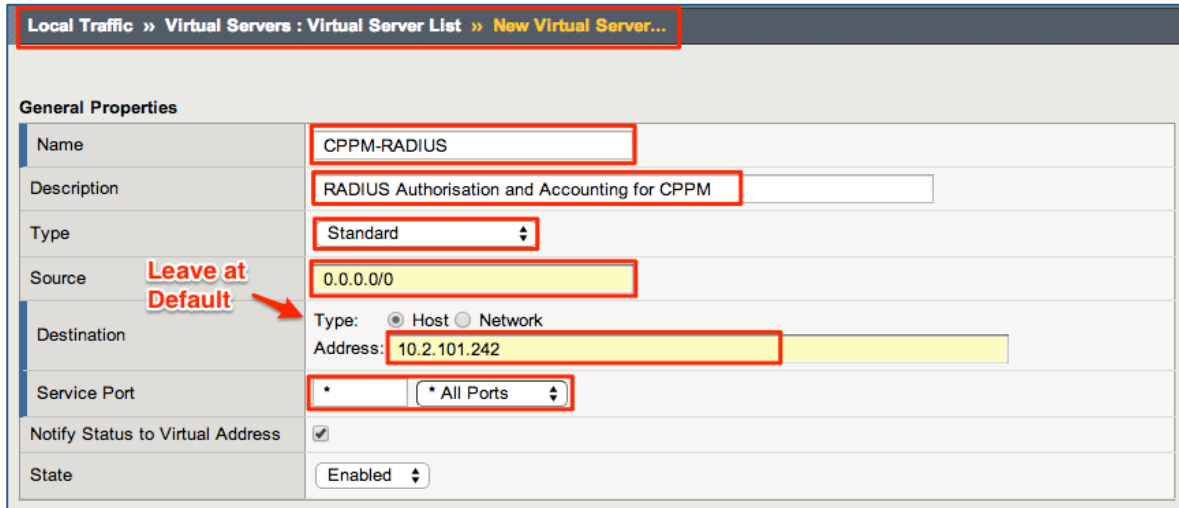 Local Traffic ›› Virtual Servers : Virtual Server List ›› New Virtual Server...
General Properties
Name CPPM-RADIUS
Description RADIUS Authorisation and Accounting for CPPM
Type Standard
Source 0.0.0.0/0
Leave at
Default
Destination Type: Host Network
Address: 10.2.101.242
Service Port * * All Ports
Notify Status to Virtual Address
State Enabled